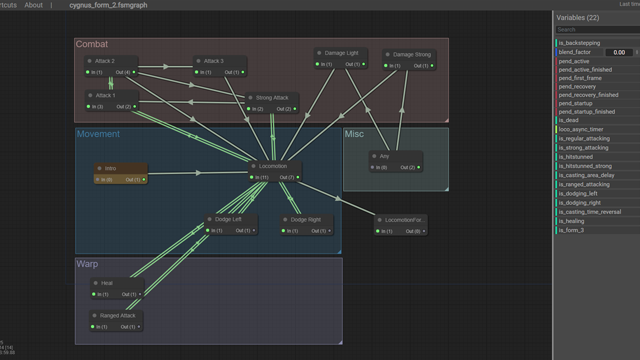 rtcuts About | cygnus_form_2.fsmgraph
Last time
Variables (22)
Search
is_backstepping
blend_factor 0.00
pend_active
pend_active_finished
pend_first_frame
pend_recovery
pend_recovery_finished
pend_startup
pend_startup_finished
is_dead
loco_async_timer
is_regular_attacking
is_strong_attacking
is_hitstunned
is_hitstunned_strong
is_casting_area_delay
is_ranged_attacking
is_dodging_left
is_dodging_right
is_casting_time_reversal
is_healing
is_form_3
Combat
Attack 2
In (1) Out (4)
Attack 3
In (1) Out (1)
Damage Light
In (1) Out (1)
Damage Strong
In (1) Out (1)
Attack 1
In (3) Out (2)
Strong Attack
In (2) Out (2)
Movement
Intro
In (0) Out (1)
Locomotion
In (11) Out (7)
Dodge Left
In (1) Out (1)
Dodge Right
In (1) Out (1)
Misc
Any
In (0) Out (2)
LocomotionFor..
In (1) Out (0)
Warp
Heal
In (1) Out (1)
Ranged Attack
In (1) Out (1)